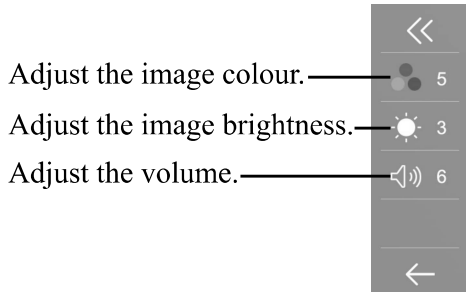 Adjust the image colour. 5
Adjust the image brightness. 3
Adjust the volume. 6